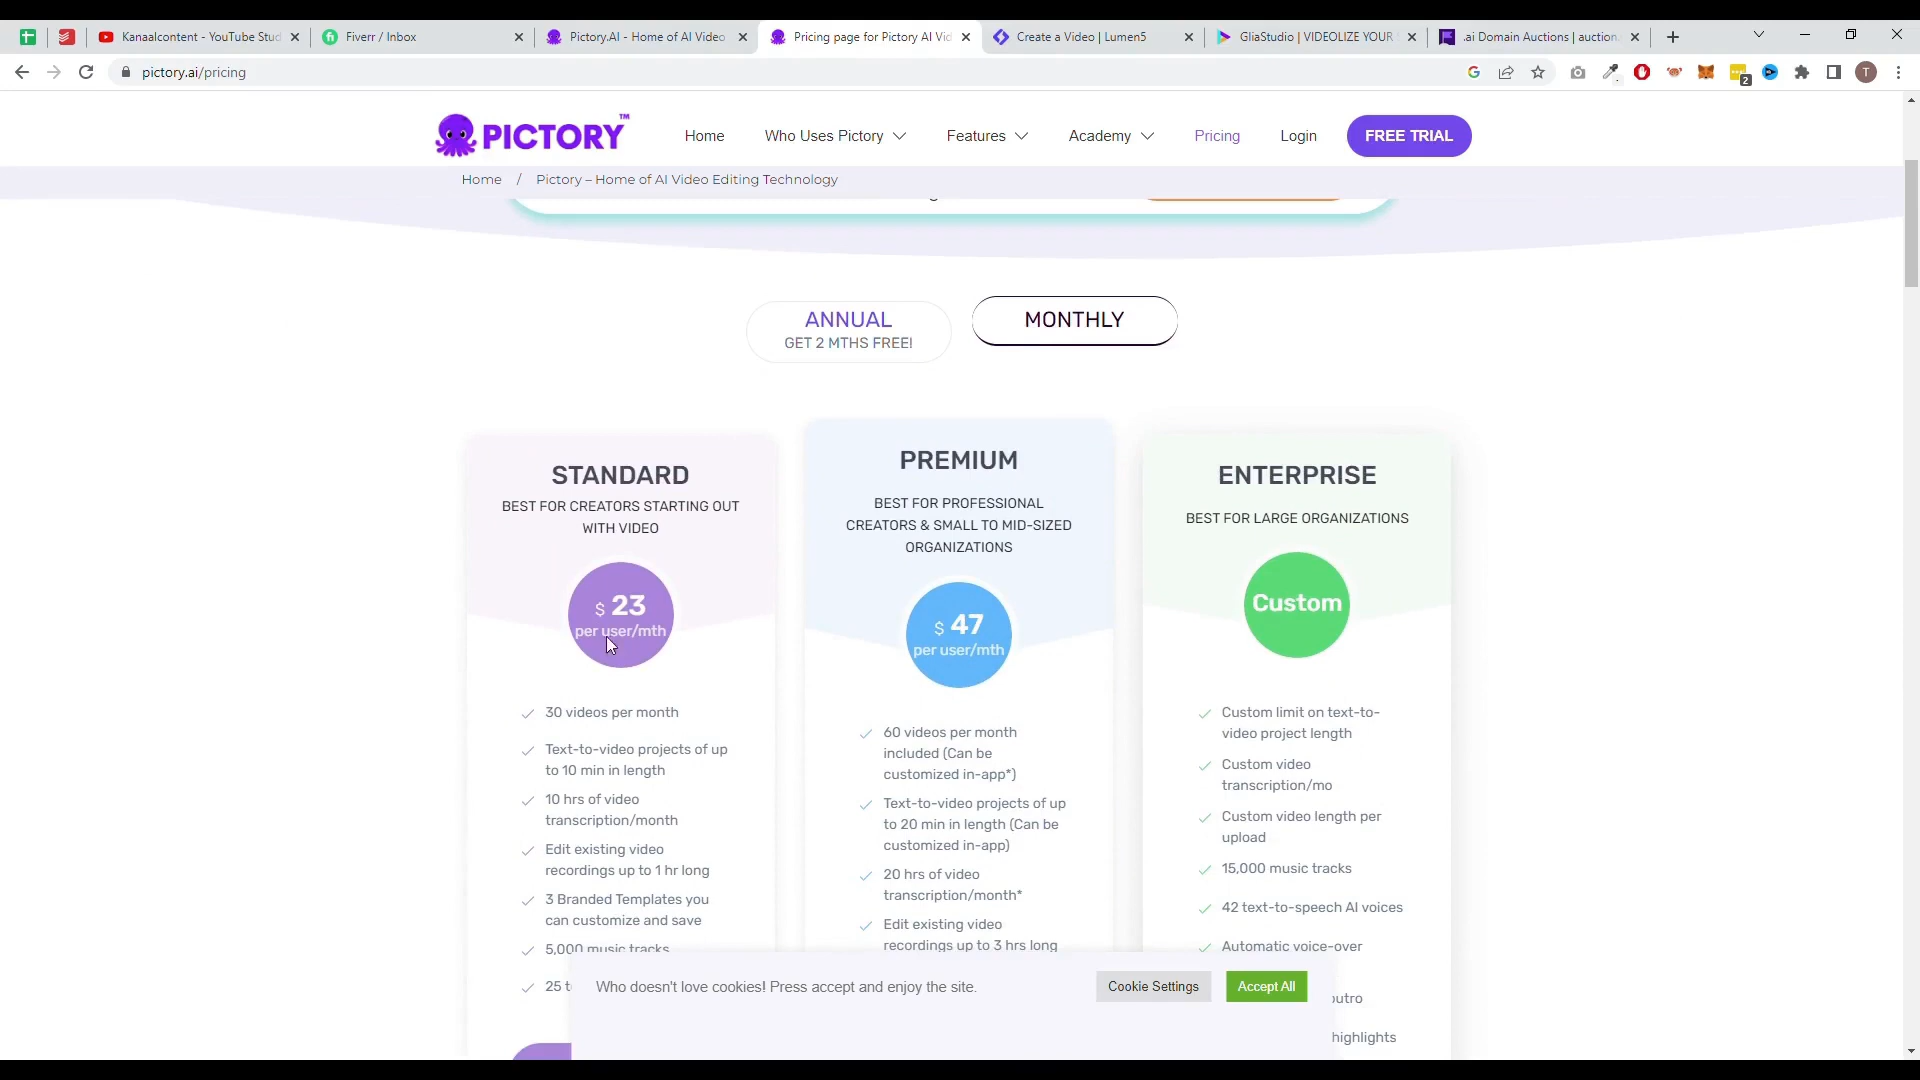 Kanaalcontent - YouTube Stud
Fiverr / Inbox
Pictory.AI - Home of AI Video
Pricing page for Pictory AI Vid
Create a Video | Lumen5
GliaStudio | VIDEOLIZE YOUR
.ai Domain Auctions | auction.
pictory.ai/pricing
2
T
PICTORY™
Home
Who Uses Pictory
Features
Academy
Pricing
Login
FREE TRIAL
Home / Pictory – Home of AI Video Editing Technology
ANNUAL
GET 2 MTHS FREE!
MONTHLY
STANDARD
BEST FOR CREATORS STARTING OUT
WITH VIDEO
$ 23
per user/mth
30 videos per month
Text-to-video projects of up
to 10 min in length
10 hrs of video
transcription/month
Edit existing video
recordings up to 1 hr long
3 Branded Templates you
can customize and save
5,000 music tracks
25 t
PREMIUM
BEST FOR PROFESSIONAL
CREATORS & SMALL TO MID-SIZED
ORGANIZATIONS
$ 47
per user/mth
60 videos per month
included (Can be
customized in-app*)
Text-to-video projects of up
to 20 min in length (Can be
customized in-app)
20 hrs of video
transcription/month*
Edit existing video
recordings up to 3 hrs long
ENTERPRISE
BEST FOR LARGE ORGANIZATIONS
Custom
Custom limit on text-to-
video project length
Custom video
transcription/mo
Custom video length per
upload
15,000 music tracks
42 text-to-speech AI voices
Automatic voice-over
outro
highlights
Who doesn't love cookies! Press accept and enjoy the site.
Cookie Settings
Accept All